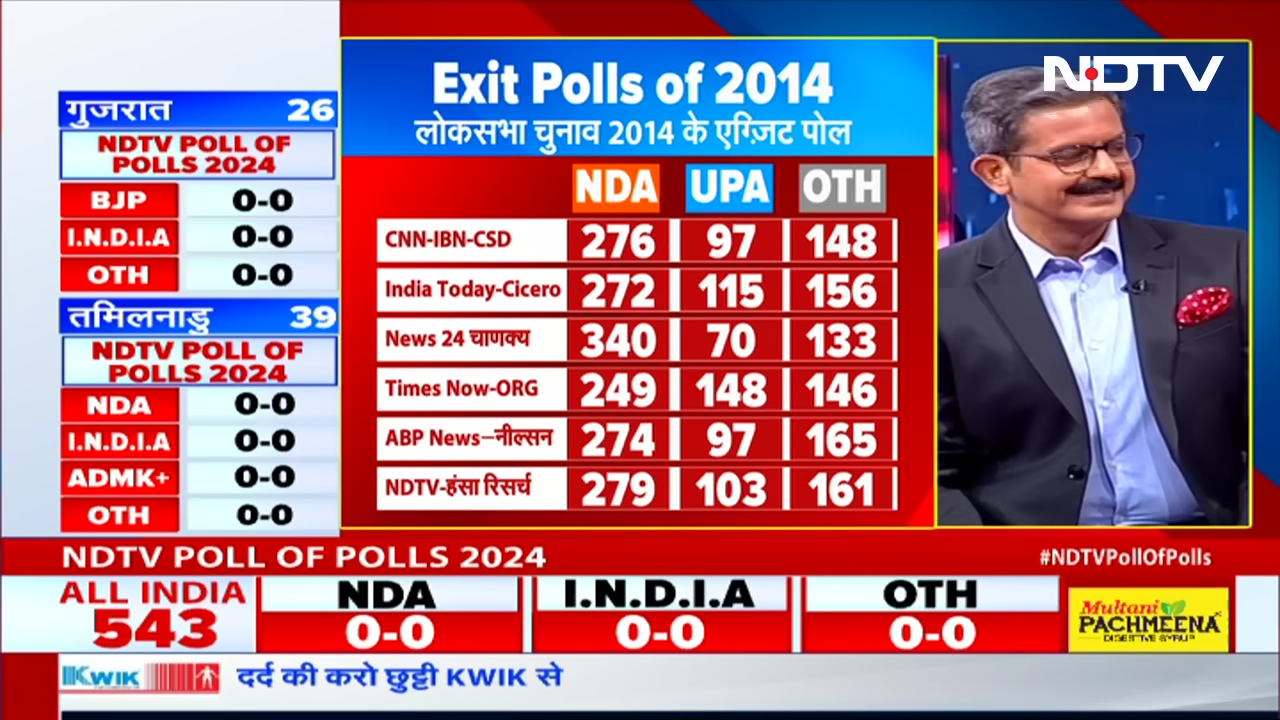 NDTV
गुजरात 26
NDTV POLL OF
POLLS 2024
BJP 0-0
I.N.D.I.A 0-0
OTH 0-0
तमिलनाडु 39
NDTV POLL OF
POLLS 2024
NDA 0-0
I.N.D.I.A 0-0
ADMK+ 0-0
OTH 0-0
Exit Polls of 2014
लोकसभा चुनाव 2014 के एग्ज़िट पोल
NDA UPA OTH
CNN-IBN-CSD 276 97 148
India Today-Cicero 272 115 156
News 24 चाणक्य 340 70 133
Times Now-ORG 249 148 146
ABP News–नील्सन 274 97 165
NDTV-हंसा रिसर्च 279 103 161
NDTV POLL OF POLLS 2024
#NDTVPollOfPolls
ALL INDIA NDA I.N.D.I.A OTH
543 0-0 0-0 0-0
Multani
PACHMEENA
DIGESTIVE SYRUP
KWIK दर्द की करो छुट्टी KWIK से